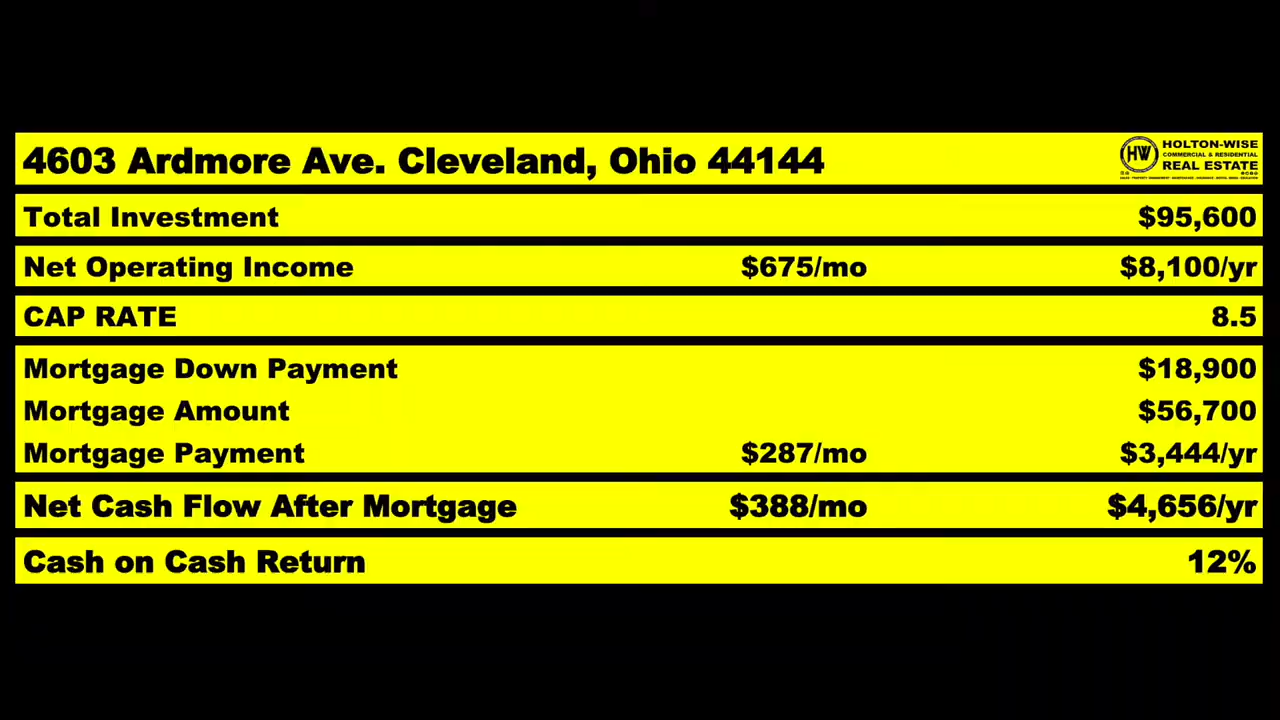 4603 Ardmore Ave. Cleveland, Ohio 44144
HW
HOLTON-WISE
COMMERCIAL & RESIDENTIAL
REAL ESTATE
Total Investment $95,600
Net Operating Income $675/mo $8,100/yr
CAP RATE 8.5
Mortgage Down Payment $18,900
Mortgage Amount $56,700
Mortgage Payment $287/mo $3,444/yr
Net Cash Flow After Mortgage $388/mo $4,656/yr
Cash on Cash Return 12%